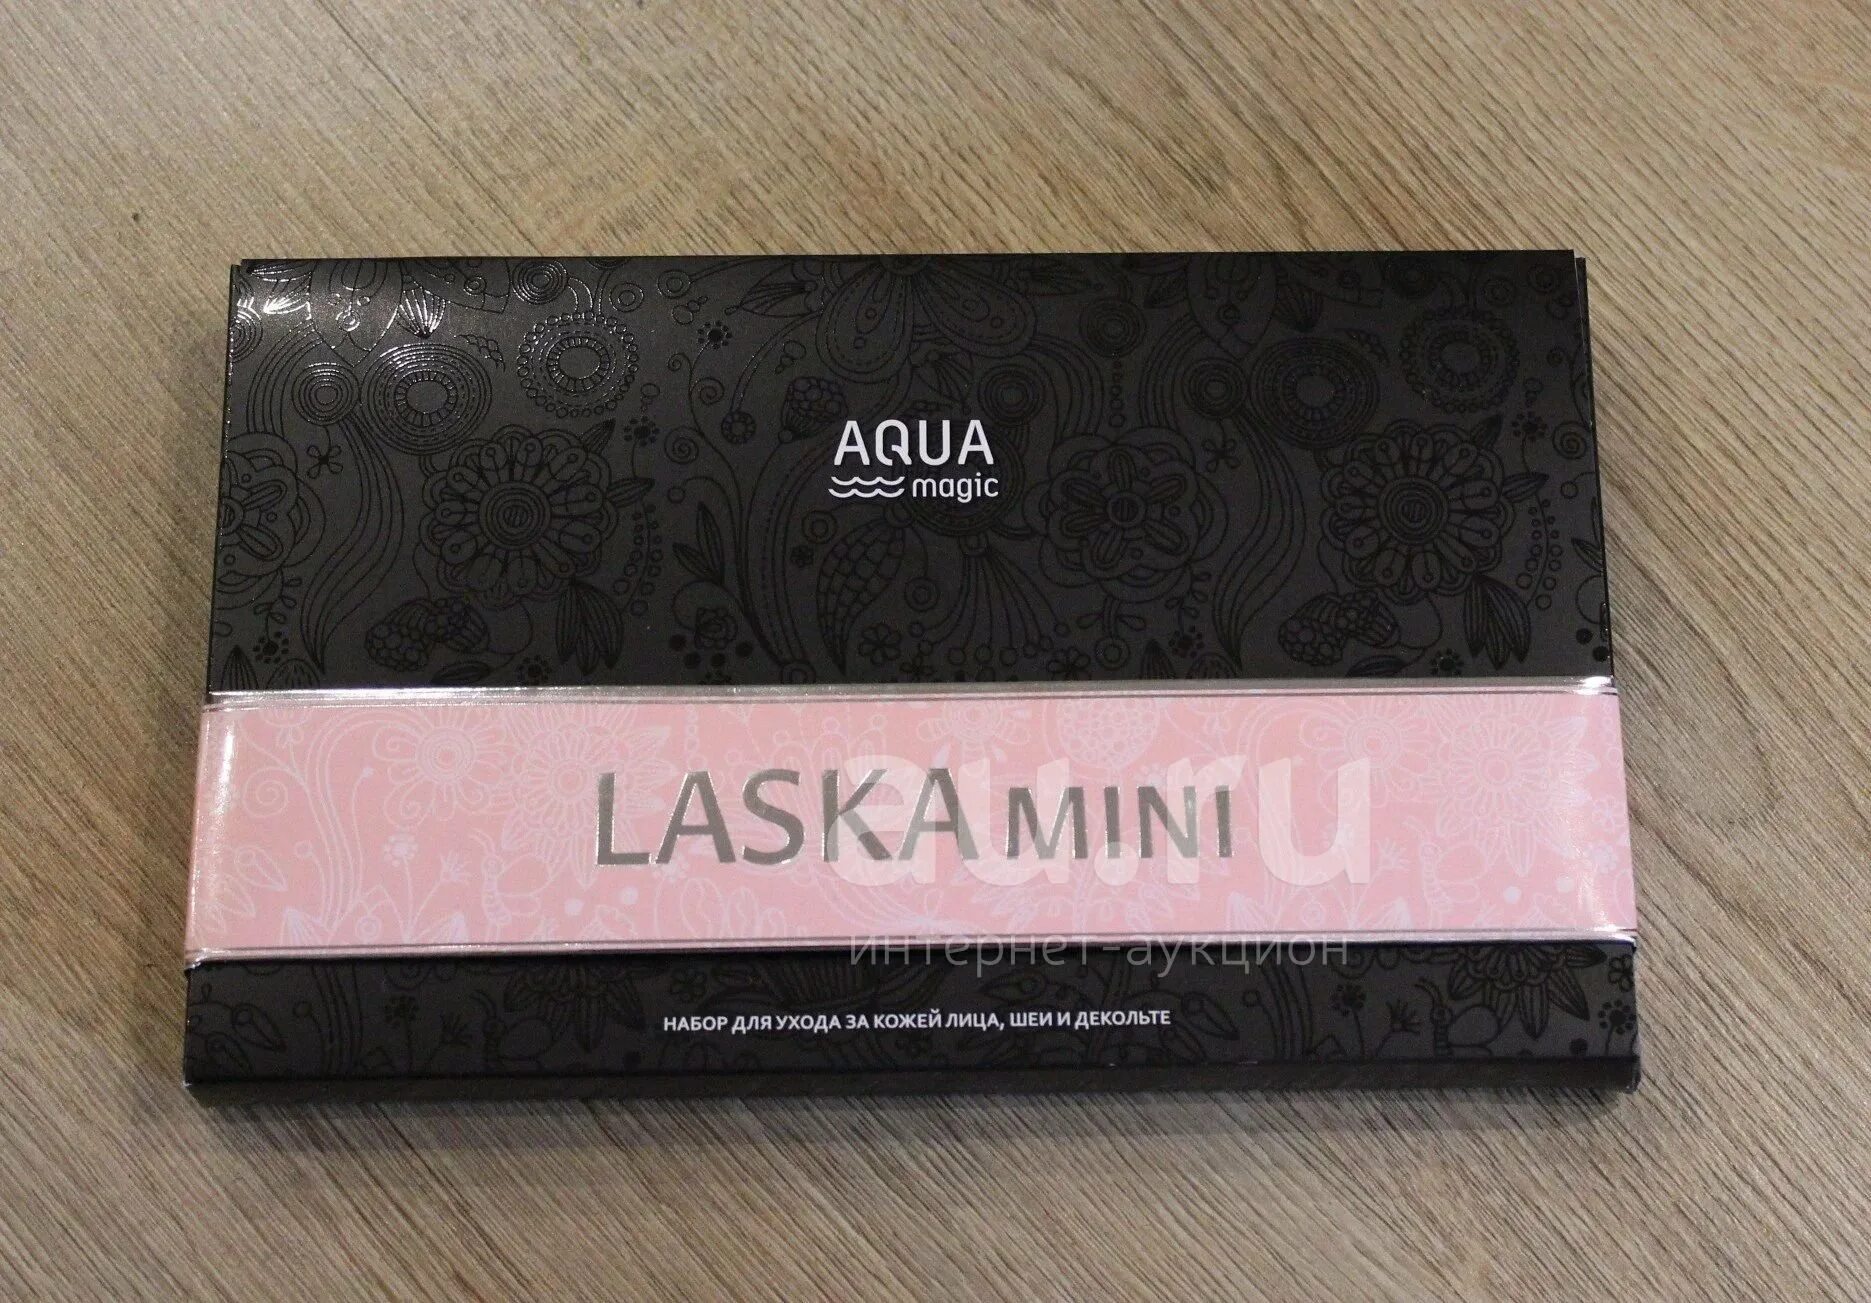 AQUA
magic
LASKA MINI
au.ru
интернет-аукцион
НАБОР ДЛЯ УХОДА ЗА КОЖЕЙ ЛИЦА, ШЕИ И ДЕКОЛЬТЕ